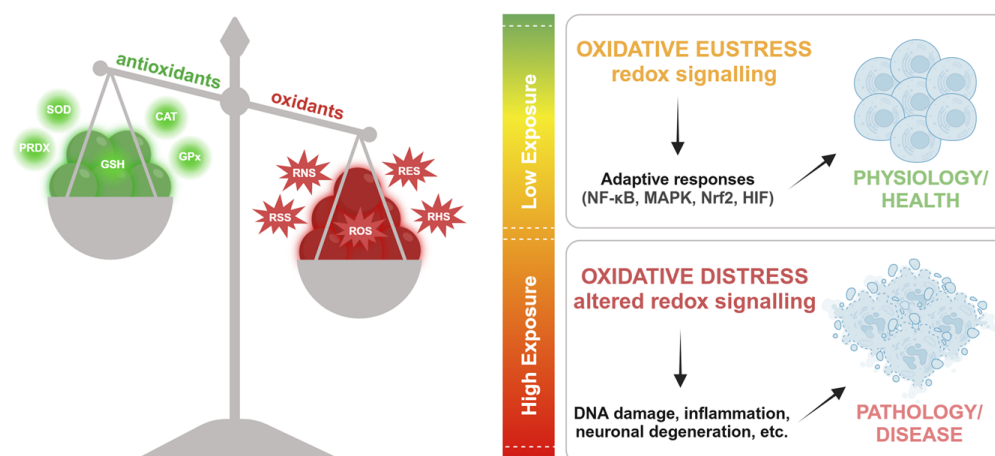 antioxidants
oxidants
SOD
CAT
PRDX
GSH
GPx
RNS
RES
RSS
ROS
RHS
Low Exposure
High Exposure
OXIDATIVE EUSTRESS
redox signalling
Adaptive responses
(NF-κB, MAPK, Nrf2, HIF)
PHYSIOLOGY/
HEALTH
OXIDATIVE DISTRESS
altered redox signalling
DNA damage, inflammation,
neuronal degeneration, etc.
PATHOLOGY/
DISEASE